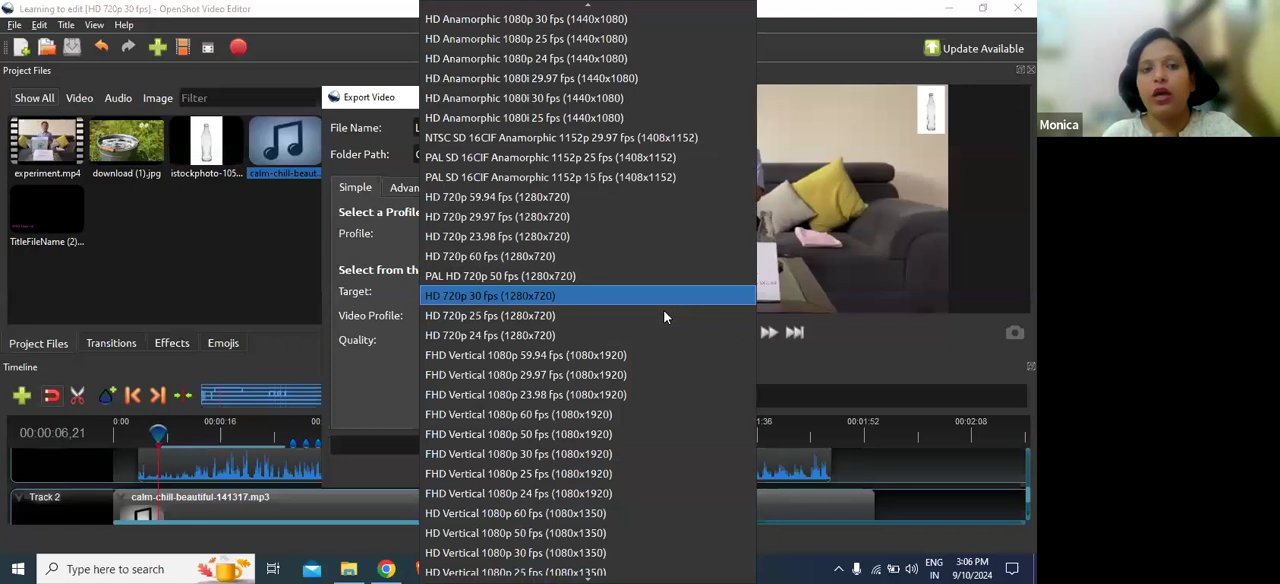 Learning to edit [HD 720p 30 fps] - OpenShot Video Editor
File Edit Title View Help
Update Available
Project Files
Show All Video Audio Image Filter
experiment.mp4 download (1).jpg istockphoto-105... calm-chill-beaut...
TitleFileName (2)...
Project Files Transitions Effects Emojis
Export Video
File Name:
Folder Path:
Simple Advan
Select a Profile
Profile:
Select from th
Target:
Video Profile:
Quality:
HD Anamorphic 1080p 30 fps (1440x1080)
HD Anamorphic 1080p 25 fps (1440x1080)
HD Anamorphic 1080p 24 fps (1440x1080)
HD Anamorphic 1080i 29.97 fps (1440x1080)
HD Anamorphic 1080i 30 fps (1440x1080)
HD Anamorphic 1080i 25 fps (1440x1080)
NTSC SD 16CIF Anamorphic 1152p 29.97 fps (1408x1152)
PAL SD 16CIF Anamorphic 1152p 25 fps (1408x1152)
PAL SD 16CIF Anamorphic 1152p 15 fps (1408x1152)
HD 720p 59.94 fps (1280x720)
HD 720p 29.97 fps (1280x720)
HD 720p 23.98 fps (1280x720)
HD 720p 60 fps (1280x720)
PAL HD 720p 50 fps (1280x720)
HD 720p 30 fps (1280x720)
HD 720p 25 fps (1280x720)
HD 720p 24 fps (1280x720)
FHD Vertical 1080p 59.94 fps (1080x1920)
FHD Vertical 1080p 29.97 fps (1080x1920)
FHD Vertical 1080p 23.98 fps (1080x1920)
FHD Vertical 1080p 60 fps (1080x1920)
FHD Vertical 1080p 50 fps (1080x1920)
FHD Vertical 1080p 30 fps (1080x1920)
FHD Vertical 1080p 25 fps (1080x1920)
FHD Vertical 1080p 24 fps (1080x1920)
HD Vertical 1080p 60 fps (1080x1350)
HD Vertical 1080p 50 fps (1080x1350)
HD Vertical 1080p 30 fps (1080x1350)
HD Vertical 1080p 25 fps (1080x1350)
Monica
Timeline
00:00:06,21
0:00 00:00:16 00: 1:36 00:01:52 00:02:08
Track 2 calm-chill-beautiful-141317.mp3
Type here to search
ENG
IN
3:06 PM
9/10/2024